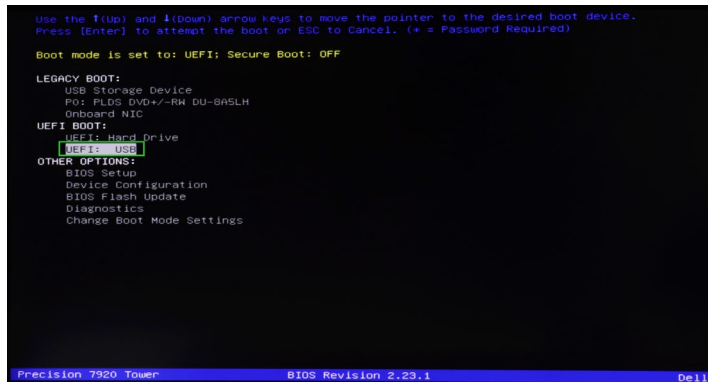 Use the ↑(Up) and ↓(Down) arrow keys to move the pointer to the desired boot device.
Press [Enter] to attempt the boot or ESC to Cancel. (* = Password Required)
Boot mode is set to: UEFI; Secure Boot: OFF
LEGACY BOOT:
USB Storage Device
P0: PLDS DVD+/-RW DU-8A5LH
Onboard NIC
UEFI BOOT:
UEFI: Hard Drive
UEFI: USB
OTHER OPTIONS:
BIOS Setup
Device Configuration
BIOS Flash Update
Diagnostics
Change Boot Mode Settings
Precision 7920 Tower BIOS Revision 2.23.1 Dell